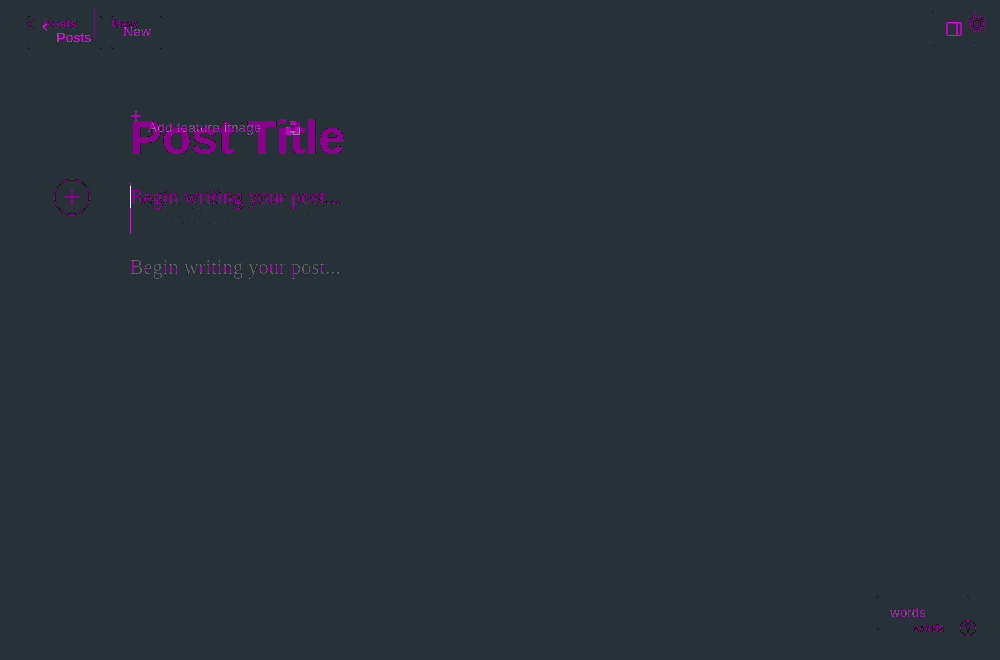 Posts New
Posts New
Add feature image
Post Title
Begin writing your post...
Begin writing your post...
words
words